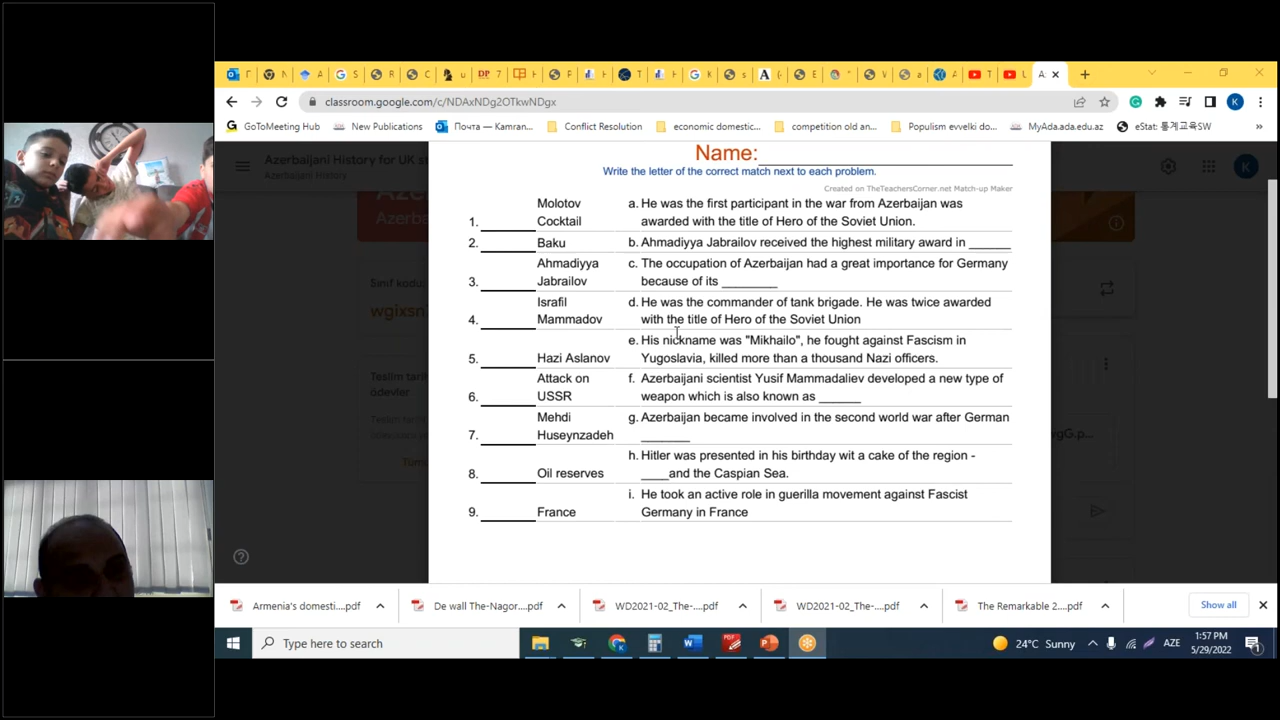 classroom.google.com/c/NDAxNDg2OTkwNDgx
GoToMeeting Hub
New Publications
Почта — Kamran...
Conflict Resolution
economic domestic...
competition old an...
Populism evvelki do...
MyAda.ada.edu.az
eStat: 통계교육SW
Azerbaijani History for UK s
Azerbaijani History
Sınıf kodu:
wgixsn
Teslim tarih
ödevler
Name:
Write the letter of the correct match next to each problem.
Created on TheTeachersCorner.net Match-up Maker
1. Molotov Cocktail
a. He was the first participant in the war from Azerbaijan was
awarded with the title of Hero of the Soviet Union.
2. Baku
b. Ahmadiyya Jabrailov received the highest military award in ______
3. Ahmadiyya Jabrailov
c. The occupation of Azerbaijan had a great importance for Germany
because of its ________
4. Israfil Mammadov
d. He was the commander of tank brigade. He was twice awarded
with the title of Hero of the Soviet Union
5. Hazi Aslanov
e. His nickname was "Mikhailo", he fought against Fascism in
Yugoslavia, killed more than a thousand Nazi officers.
6. Attack on USSR
f. Azerbaijani scientist Yusif Mammadaliev developed a new type of
weapon which is also known as ______
7. Mehdi Huseynzadeh
g. Azerbaijan became involved in the second world war after German
_______
8. Oil reserves
h. Hitler was presented in his birthday wit a cake of the region -
____and the Caspian Sea.
9. France
i. He took an active role in guerilla movement against Fascist
Germany in France
Armenia's domesti....pdf
De wall The-Nagor....pdf
WD2021-02_The-....pdf
WD2021-02_The-....pdf
The Remarkable 2....pdf
Show all
Type here to search
24°C Sunny
AZE
1:57 PM
5/29/2022